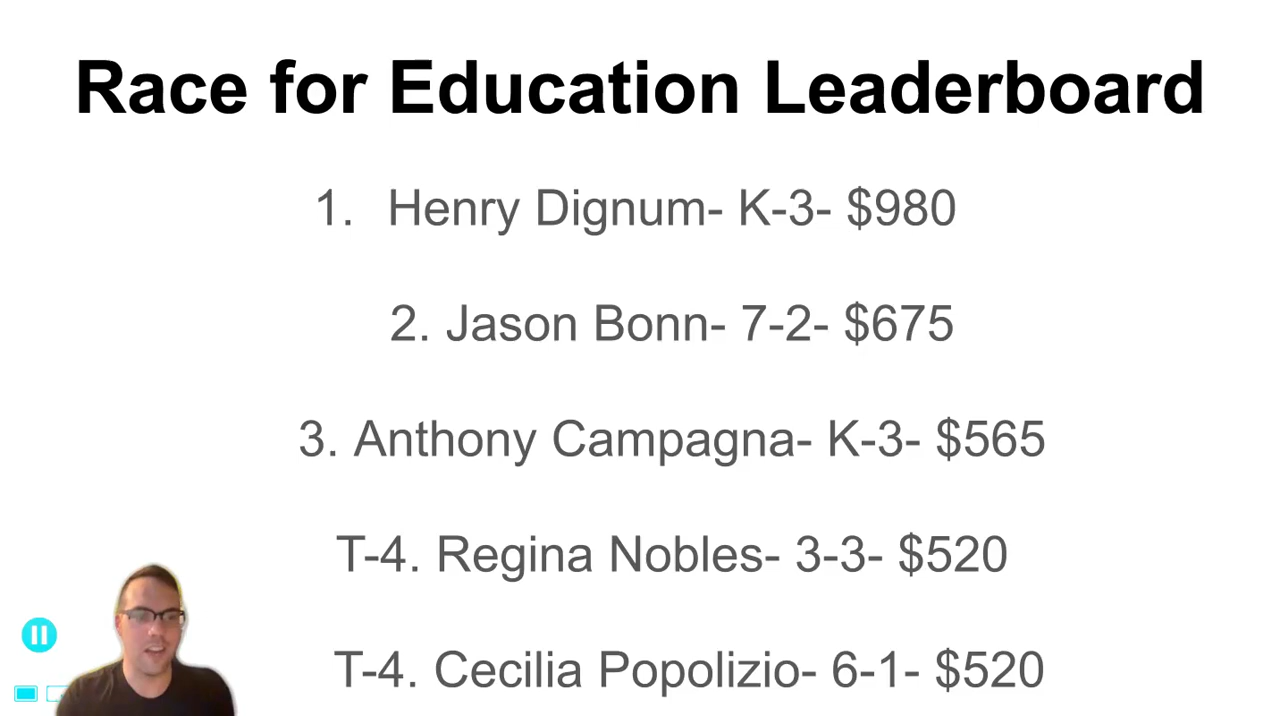 Race for Education Leaderboard
1. Henry Dignum- K-3- $980
2. Jason Bonn- 7-2- $675
3. Anthony Campagna- K-3- $565
T-4. Regina Nobles- 3-3- $520
T-4. Cecilia Popolizio- 6-1- $520